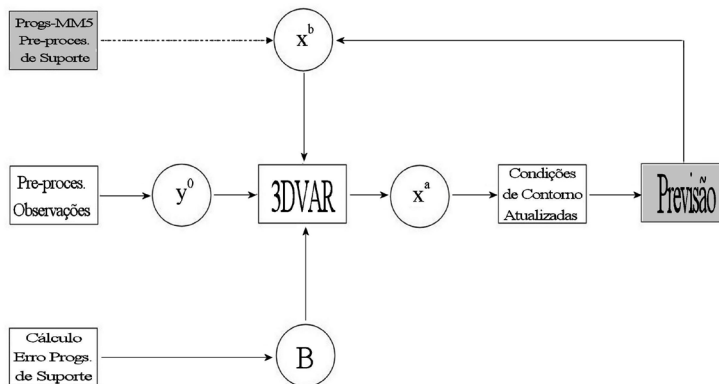 Progs-MM5
Pre-proces.
de Suporte
x^b
Pre-proces.
Observações
y^0
3DVAR
x^a
Condições
de Contorno
Atualizadas
Previsão
Cálculo
Erro Progs.
de Suporte
B